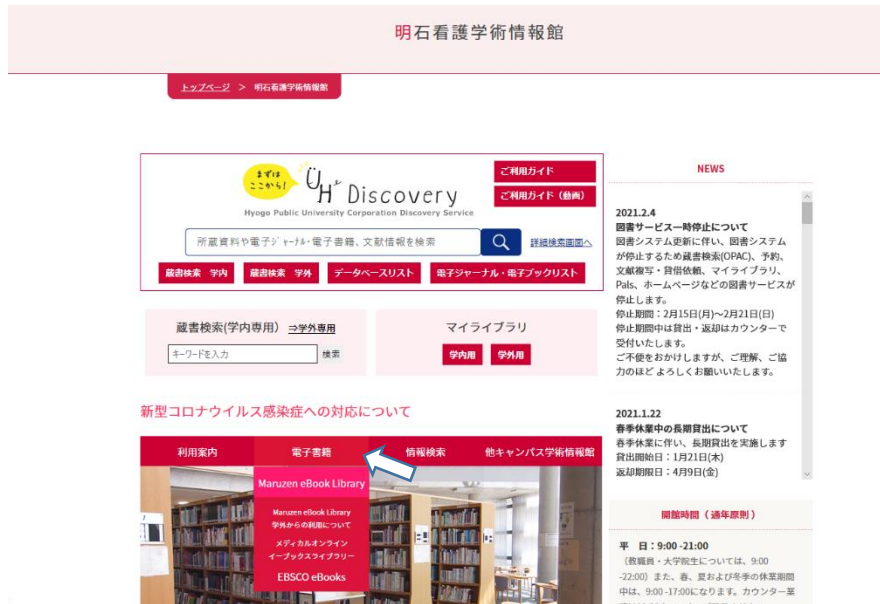 明石看護学術情報館
トップページ > 明石看護学術情報館
まずは
ここから!
UH Discovery
Hyogo Public University Corporation Discovery Service
ご利用ガイド
ご利用ガイド（動画）
所蔵資料や電子ジャーナル・電子書籍、文献情報を検索
詳細検索画面へ
蔵書検索 学内
蔵書検索 学外
データベースリスト
電子ジャーナル・電子ブックリスト
蔵書検索(学内専用) ⇒学外専用
キーワードを入力
検索
マイライブラリ
学内用
学外用
新型コロナウイルス感染症への対応について
利用案内
電子書籍
情報検索
他キャンパス学術情報館
Maruzen eBook Library
Maruzen eBook Library
学外からの利用について
メディカルオンライン
イーブックスライブラリー
EBSCO eBooks
NEWS
2021.2.4
図書サービス一時停止について
図書システム更新に伴い、図書システム
が停止するため蔵書検索(OPAC)、予約、
文献複写・貸借依頼、マイライブラリ、
Pals、ホームページなどの図書サービスが
停止します。
停止期間：2月15日(月)～2月21日(日)
停止期間中は貸出・返却はカウンターで
受付いたします。
ご不便をおかけしますが、ご理解、ご協
力のほど よろしくお願いいたします。
2021.1.22
春季休業中の長期貸出について
春季休業に伴い、長期貸出を実施します
貸出開始日：1月21日(木)
返却期限日：4月9日(金)
開館時間（通年原則）
平　日：9:00 -21:00
（教職員・大学院生については、9:00
-22:00）また、春、夏および冬季の休業期間
中は、9:00 -17:00になります。カウンター業